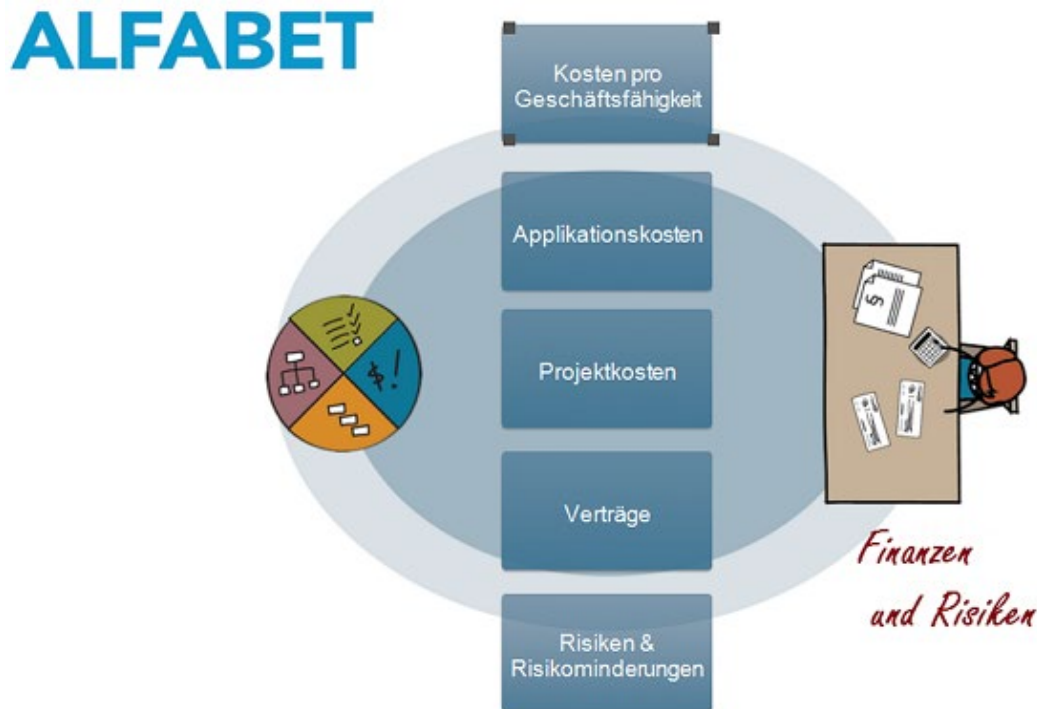 ALFABET
Kosten pro
Geschäftsfähigkeit
Applikationskosten
§
$!
Projektkosten
Verträge
Finanzen
und Risiken
Risiken &
Risikominderungen